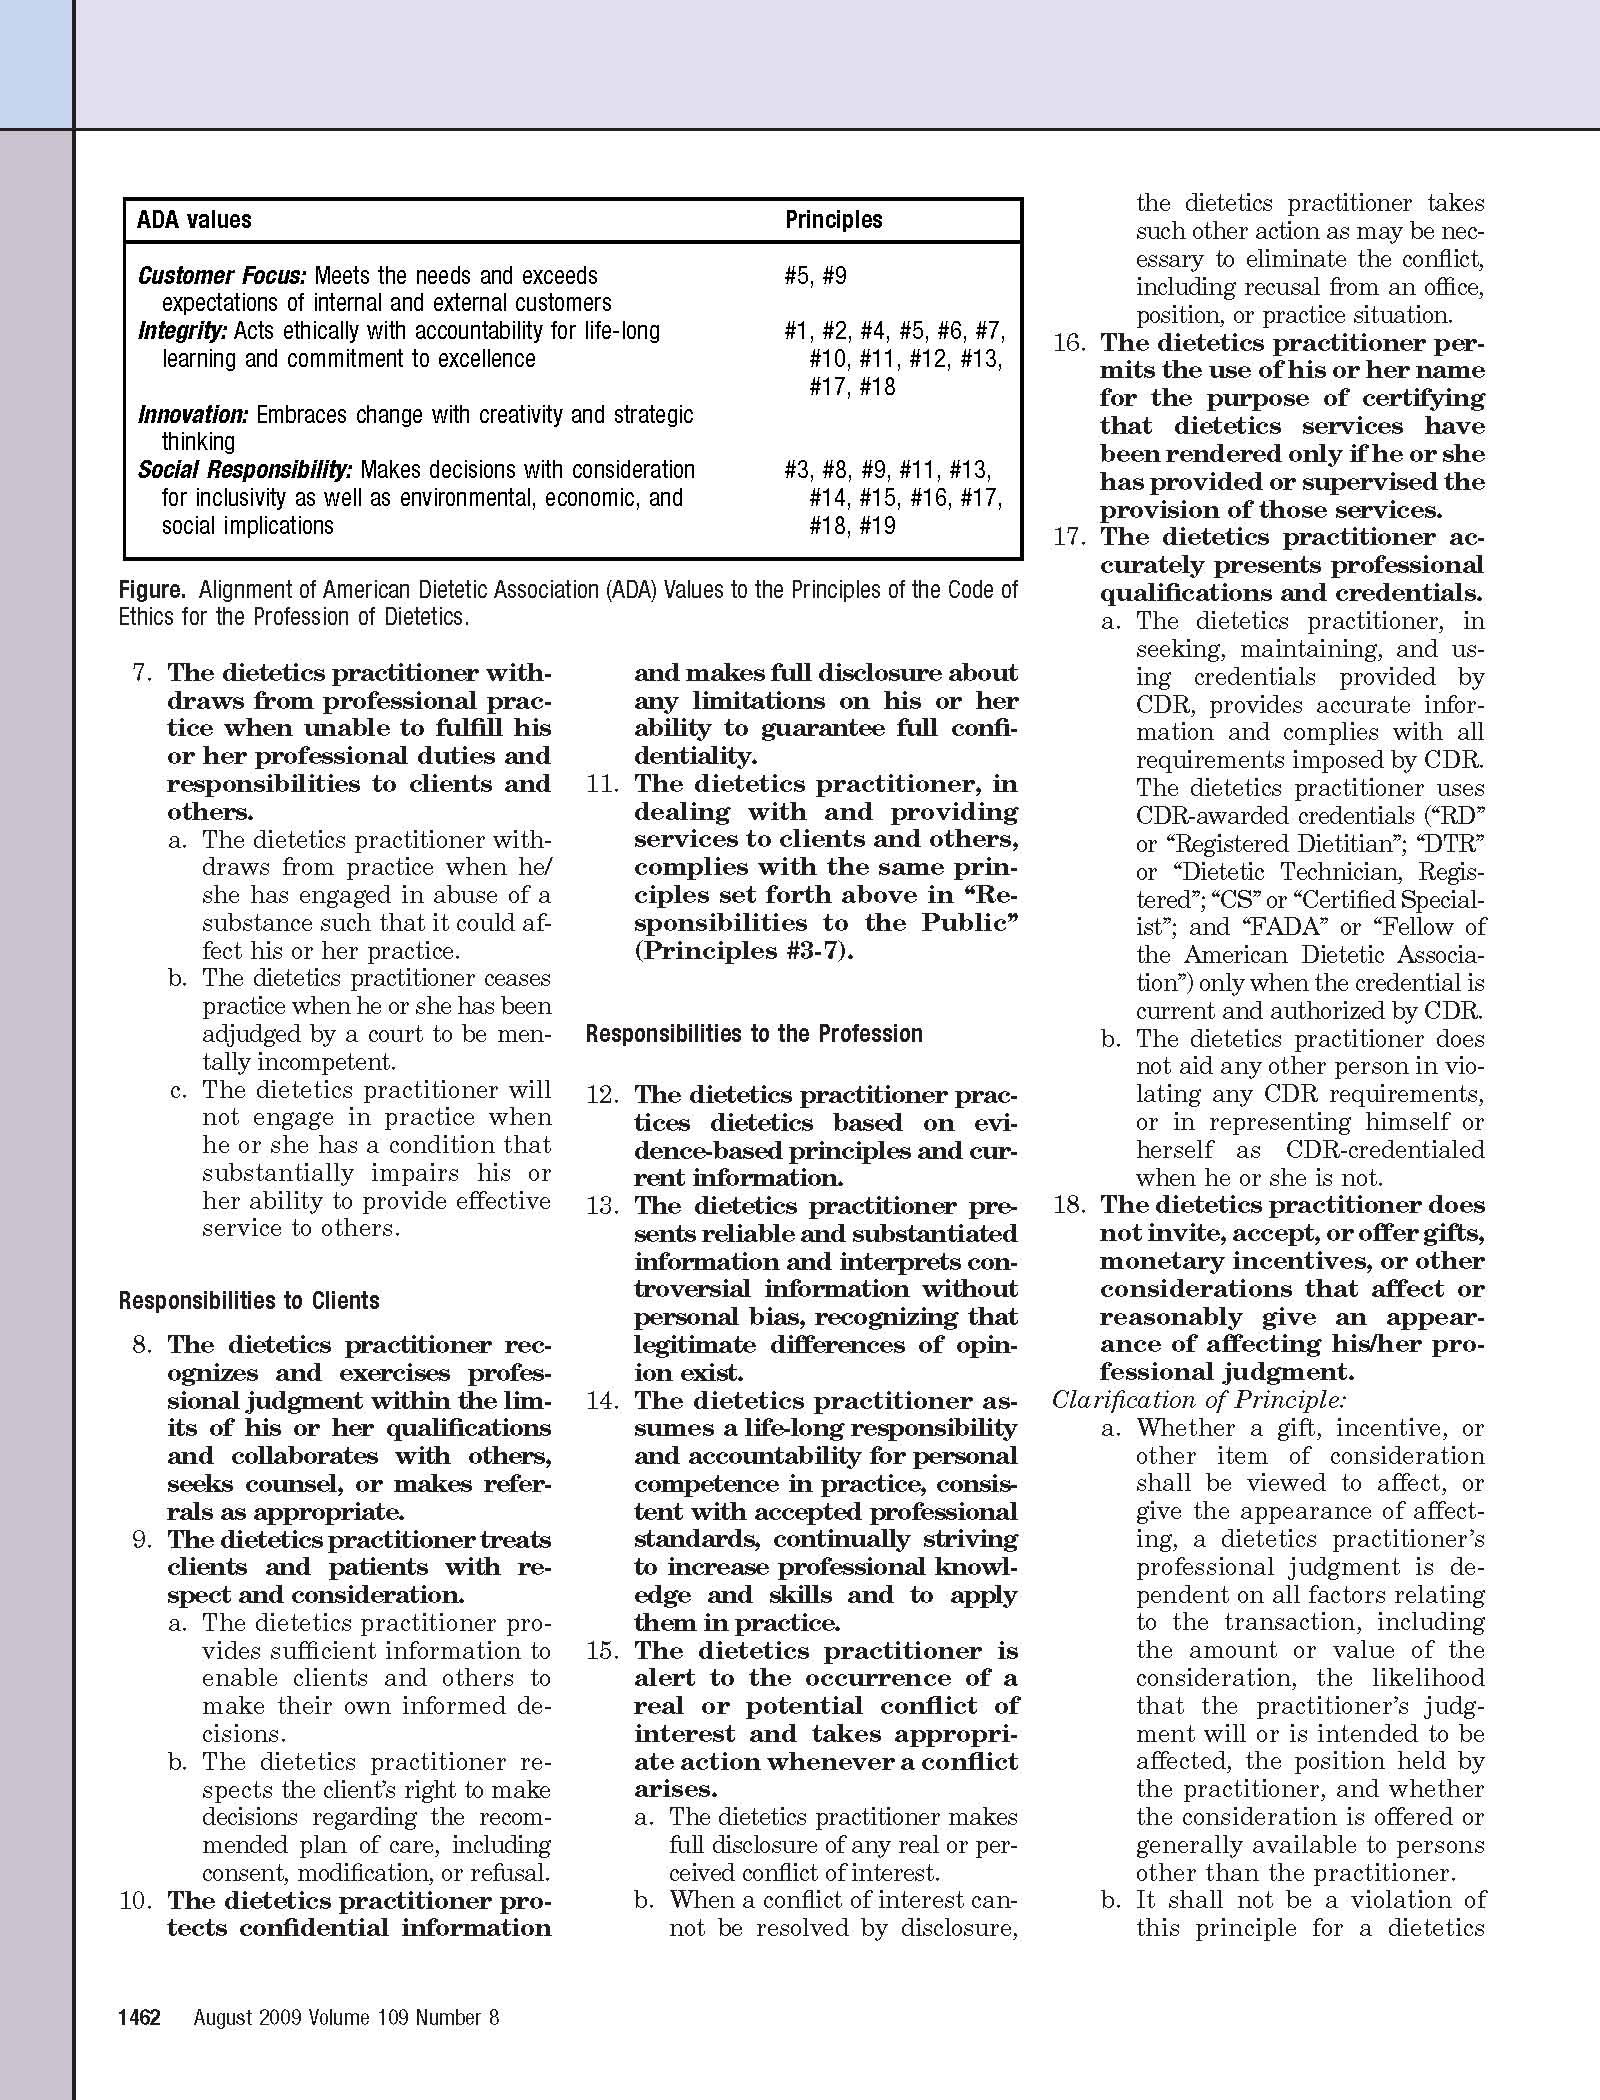 ADA values Principles
Customer Focus: Meets the needs and exceeds #5, #9
expectations of internal and external customers
Integrity: Acts ethically with accountability for life-long #1, #2, #4, #5, #6, #7,
learning and commitment to excellence #10, #11, #12, #13,
#17, #18
Innovation: Embraces change with creativity and strategic
thinking
Social Responsibility: Makes decisions with consideration #3, #8, #9, #11, #13,
for inclusivity as well as environmental, economic, and #14, #15, #16, #17,
social implications #18, #19
Figure. Alignment of American Dietetic Association (ADA) Values to the Principles of the Code of
Ethics for the Profession of Dietetics.
7. The dietetics practitioner with-
draws from professional prac-
tice when unable to fulfill his
or her professional duties and
responsibilities to clients and
others.
a. The dietetics practitioner with-
draws from practice when he/
she has engaged in abuse of a
substance such that it could af-
fect his or her practice.
b. The dietetics practitioner ceases
practice when he or she has been
adjudged by a court to be men-
tally incompetent.
c. The dietetics practitioner will
not engage in practice when
he or she has a condition that
substantially impairs his or
her ability to provide effective
service to others.
Responsibilities to Clients
8. The dietetics practitioner rec-
ognizes and exercises profes-
sional judgment within the lim-
its of his or her qualifications
and collaborates with others,
seeks counsel, or makes refer-
rals as appropriate.
9. The dietetics practitioner treats
clients and patients with re-
spect and consideration.
a. The dietetics practitioner pro-
vides sufficient information to
enable clients and others to
make their own informed de-
cisions.
b. The dietetics practitioner re-
spects the client's right to make
decisions regarding the recom-
mended plan of care, including
consent, modification, or refusal.
10. The dietetics practitioner pro-
tects confidential information
and makes full disclosure about
any limitations on his or her
ability to guarantee full confi-
dentiality.
11. The dietetics practitioner, in
dealing with and providing
services to clients and others,
complies with the same prin-
ciples set forth above in “Re-
sponsibilities to the Public”
(Principles #3-7).
Responsibilities to the Profession
12. The dietetics practitioner prac-
tices dietetics based on evi-
dence-based principles and cur-
rent information.
13. The dietetics practitioner pre-
sents reliable and substantiated
information and interprets con-
troversial information without
personal bias, recognizing that
legitimate differences of opin-
ion exist.
14. The dietetics practitioner as-
sumes a life-long responsibility
and accountability for personal
competence in practice, consis-
tent with accepted professional
standards, continually striving
to increase professional knowl-
edge and skills and to apply
them in practice.
15. The dietetics practitioner is
alert to the occurrence of a
real or potential conflict of
interest and takes appropri-
ate action whenever a conflict
arises.
a. The dietetics practitioner makes
full disclosure of any real or per-
ceived conflict of interest.
b. When a conflict of interest can-
not be resolved by disclosure,
the dietetics practitioner takes
such other action as may be nec-
essary to eliminate the conflict,
including recusal from an office,
position, or practice situation.
16. The dietetics practitioner per-
mits the use of his or her name
for the purpose of certifying
that dietetics services have
been rendered only if he or she
has provided or supervised the
provision of those services.
17. The dietetics practitioner ac-
curately presents professional
qualifications and credentials.
a. The dietetics practitioner, in
seeking, maintaining, and us-
ing credentials provided by
CDR, provides accurate infor-
mation and complies with all
requirements imposed by CDR.
The dietetics practitioner uses
CDR-awarded credentials (“RD”
or “Registered Dietitian”; “DTR”
or “Dietetic Technician, Regis-
tered”; “CS” or “Certified Special-
ist”; and “FADA” or “Fellow of
the American Dietetic Associa-
tion”) only when the credential is
current and authorized by CDR.
b. The dietetics practitioner does
not aid any other person in vio-
lating any CDR requirements,
or in representing himself or
herself as CDR-credentialed
when he or she is not.
18. The dietetics practitioner does
not invite, accept, or offer gifts,
monetary incentives, or other
considerations that affect or
reasonably give an appear-
ance of affecting his/her pro-
fessional judgment.
Clarification of Principle:
a. Whether a gift, incentive, or
other item of consideration
shall be viewed to affect, or
give the appearance of affect-
ing, a dietetics practitioner's
professional judgment is de-
pendent on all factors relating
to the transaction, including
the amount or value of the
consideration, the likelihood
that the practitioner's judg-
ment will or is intended to be
affected, the position held by
the practitioner, and whether
the consideration is offered or
generally available to persons
other than the practitioner.
b. It shall not be a violation of
this principle for a dietetics
1462 August 2009 Volume 109 Number 8